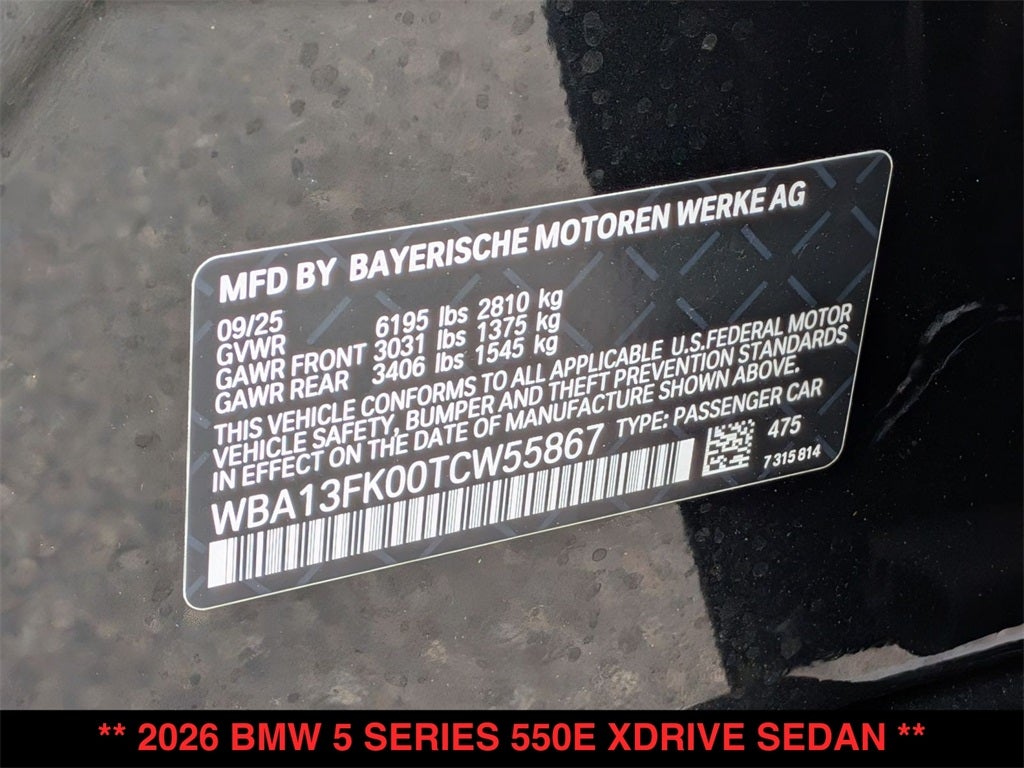 MFD BY BAYERISCHE MOTOREN WERKE AG
09/25
GVWR 6195 lbs 2810 kg
GAWR FRONT 3031 lbs 1375 kg
GAWR REAR 3406 lbs 1545 kg
THIS VEHICLE CONFORMS TO ALL APPLICABLE U.S.FEDERAL MOTOR
VEHICLE SAFETY, BUMPER AND THEFT PREVENTION STANDARDS
IN EFFECT ON THE DATE OF MANUFACTURE SHOWN ABOVE.
WBA13FK00TCW55867 TYPE: PASSENGER CAR
475
7315814
** 2026 BMW 5 SERIES 550E XDRIVE SEDAN **